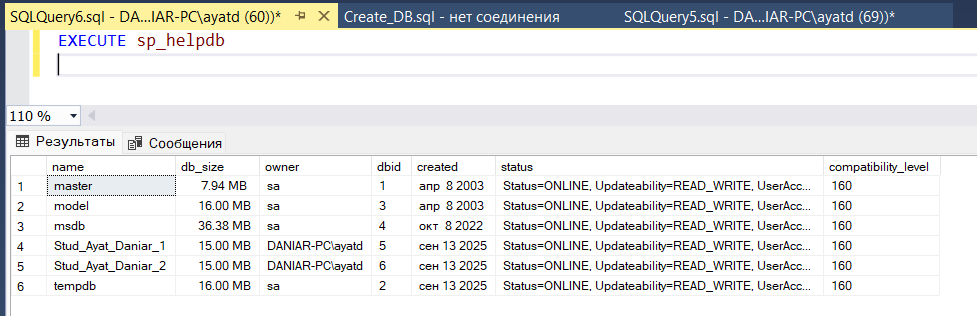 SQLQuery6.sql - DA...IAR-PC\ayatd (60))* Create_DB.sql - нет соединения SQLQuery5.sql - DA...IAR-PC\ayatd (69))*
EXECUTE sp_helpdb
110 %
Результаты Сообщения
name db_size owner dbid created status compatibility_level
1 master 7.94 MB sa 1 апр 8 2003 Status=ONLINE, Updateability=READ_WRITE, UserAcc... 160
2 model 16.00 MB sa 3 апр 8 2003 Status=ONLINE, Updateability=READ_WRITE, UserAcc... 160
3 msdb 36.38 MB sa 4 окт 8 2022 Status=ONLINE, Updateability=READ_WRITE, UserAcc... 160
4 Stud_Ayat_Daniar_1 15.00 MB DANIAR-PC\ayatd 5 сен 13 2025 Status=ONLINE, Updateability=READ_WRITE, UserAcc... 160
5 Stud_Ayat_Daniar_2 15.00 MB DANIAR-PC\ayatd 6 сен 13 2025 Status=ONLINE, Updateability=READ_WRITE, UserAcc... 160
6 tempdb 16.00 MB sa 2 сен 13 2025 Status=ONLINE, Updateability=READ_WRITE, UserAcc... 160